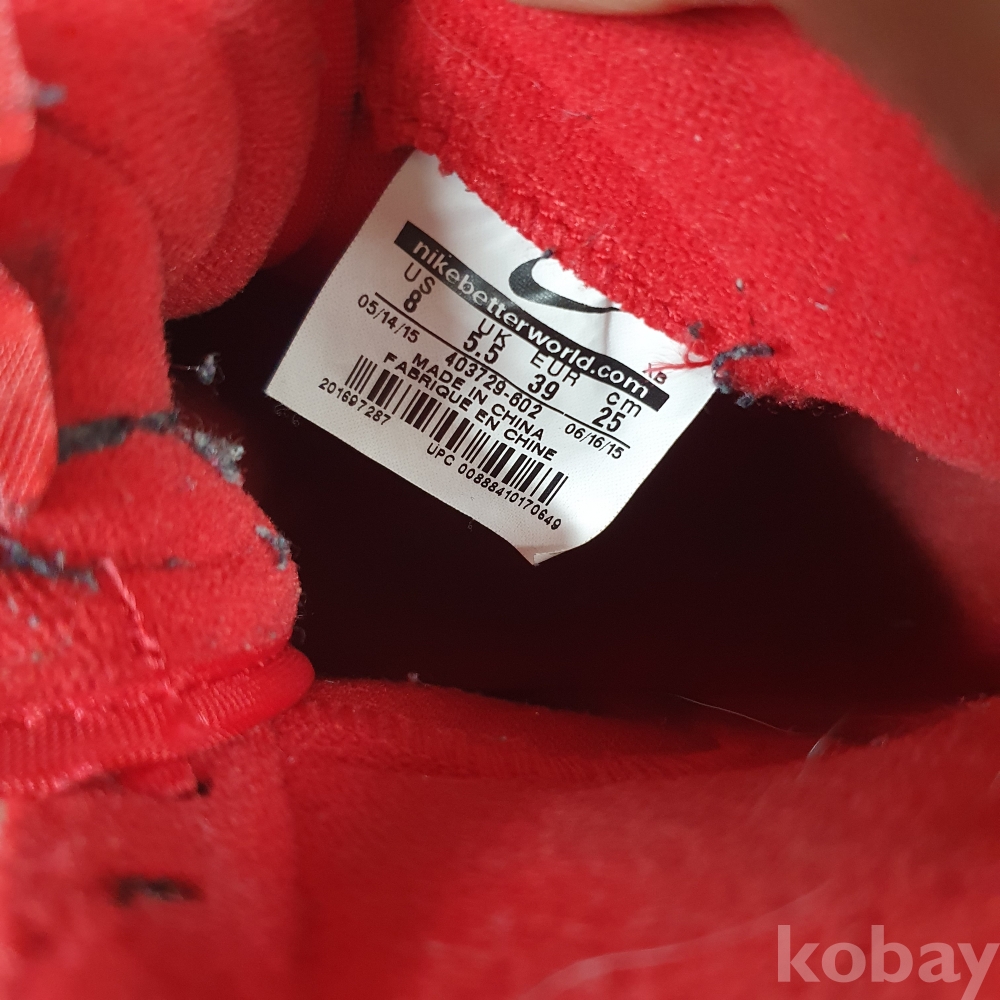 nikebetterworld.com
US UK EUR cm
8 5.5 39 25
05/14/15 403729-602 06/16/15
MADE IN CHINA
FABRIQUE EN CHINE
201697287
UPC 00888410170649
XB
kobay